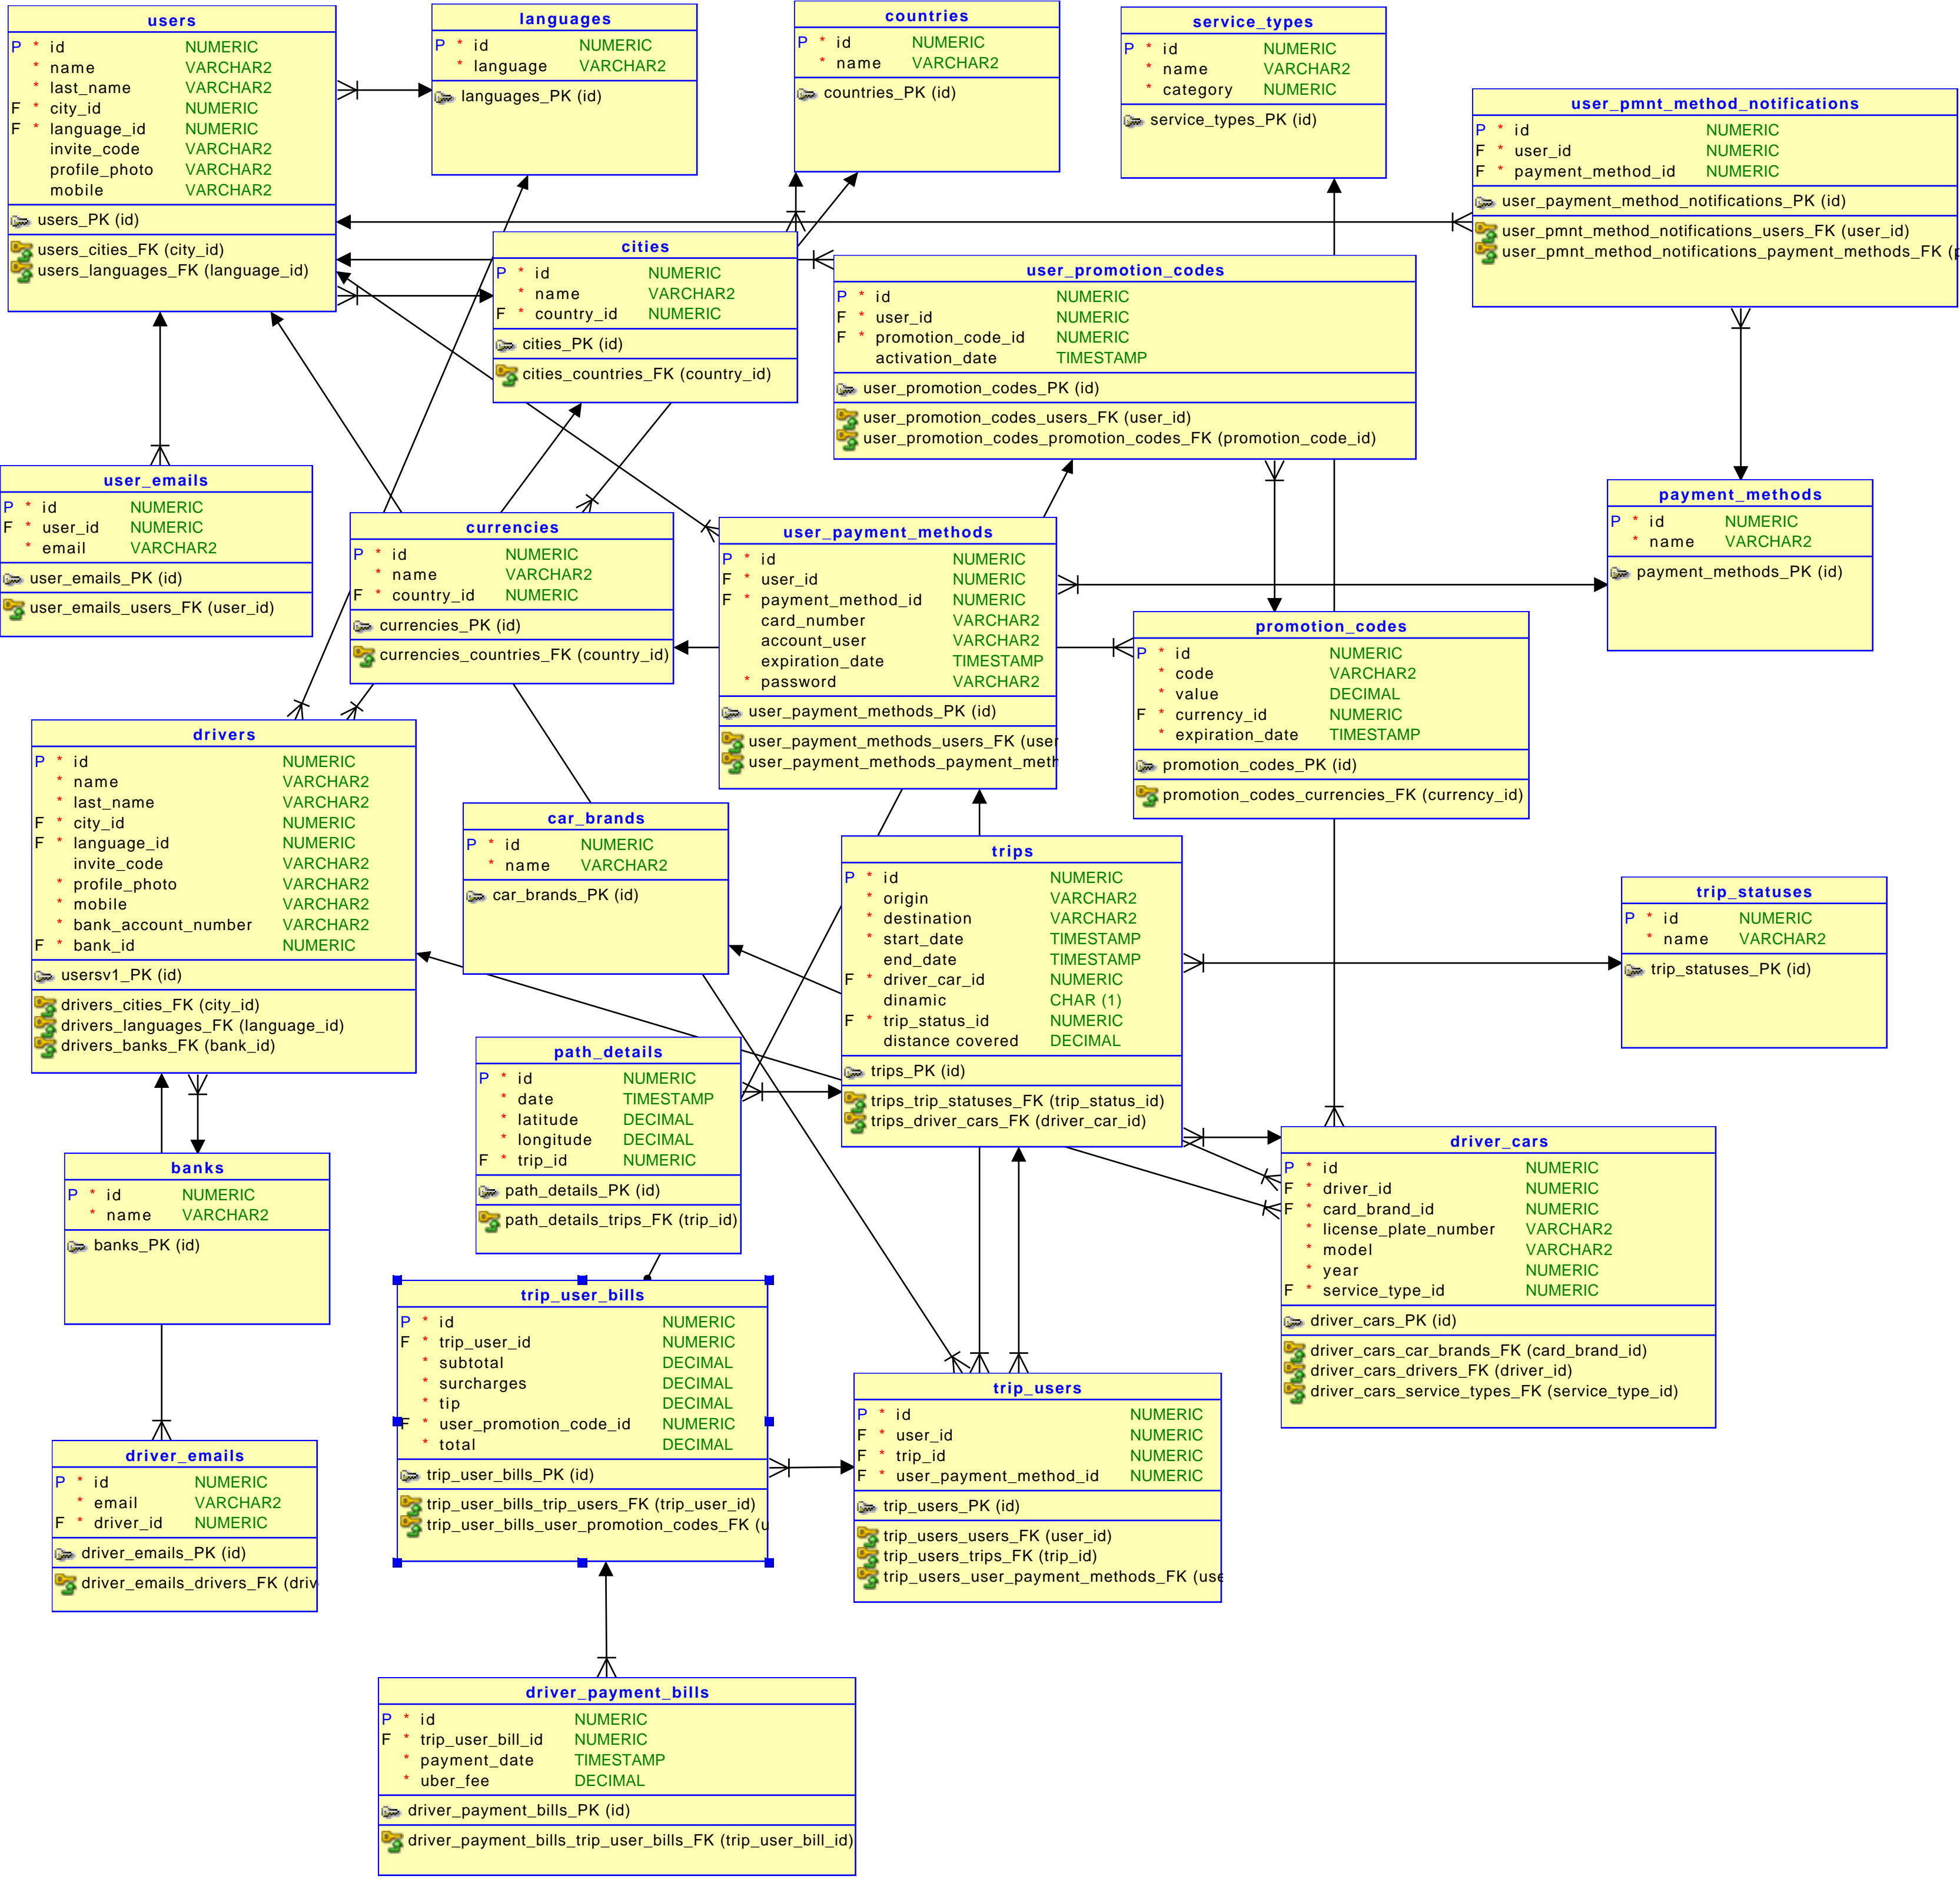 users
P * id NUMERIC
* name VARCHAR2
* last_name VARCHAR2
F * city_id NUMERIC
F * language_id NUMERIC
invite_code VARCHAR2
profile_photo VARCHAR2
mobile VARCHAR2
users_PK (id)
users_cities_FK (city_id)
users_languages_FK (language_id)
languages
P * id NUMERIC
* language VARCHAR2
languages_PK (id)
countries
P * id NUMERIC
* name VARCHAR2
countries_PK (id)
service_types
P * id NUMERIC
* name VARCHAR2
* category NUMERIC
service_types_PK (id)
user_pmnt_method_notifications
P * id NUMERIC
F * user_id NUMERIC
F * payment_method_id NUMERIC
user_payment_method_notifications_PK (id)
user_pmnt_method_notifications_users_FK (user_id)
user_pmnt_method_notifications_payment_methods_FK (p
cities
P * id NUMERIC
* name VARCHAR2
F * country_id NUMERIC
cities_PK (id)
cities_countries_FK (country_id)
user_promotion_codes
P * id NUMERIC
F * user_id NUMERIC
F * promotion_code_id NUMERIC
activation_date TIMESTAMP
user_promotion_codes_PK (id)
user_promotion_codes_users_FK (user_id)
user_promotion_codes_promotion_codes_FK (promotion_code_id)
user_emails
P * id NUMERIC
F * user_id NUMERIC
* email VARCHAR2
user_emails_PK (id)
user_emails_users_FK (user_id)
currencies
P * id NUMERIC
* name VARCHAR2
F * country_id NUMERIC
currencies_PK (id)
currencies_countries_FK (country_id)
user_payment_methods
P * id NUMERIC
F * user_id NUMERIC
F * payment_method_id NUMERIC
card_number VARCHAR2
account_user VARCHAR2
expiration_date TIMESTAMP
* password VARCHAR2
user_payment_methods_PK (id)
user_payment_methods_users_FK (user
user_payment_methods_payment_meth
payment_methods
P * id NUMERIC
* name VARCHAR2
payment_methods_PK (id)
promotion_codes
P * id NUMERIC
* code VARCHAR2
* value DECIMAL
F * currency_id NUMERIC
* expiration_date TIMESTAMP
promotion_codes_PK (id)
promotion_codes_currencies_FK (currency_id)
drivers
P * id NUMERIC
* name VARCHAR2
* last_name VARCHAR2
F * city_id NUMERIC
F * language_id NUMERIC
invite_code VARCHAR2
* profile_photo VARCHAR2
* mobile VARCHAR2
* bank_account_number VARCHAR2
F * bank_id NUMERIC
usersv1_PK (id)
drivers_cities_FK (city_id)
drivers_languages_FK (language_id)
drivers_banks_FK (bank_id)
car_brands
P * id NUMERIC
* name VARCHAR2
car_brands_PK (id)
trips
P * id NUMERIC
* origin VARCHAR2
* destination VARCHAR2
* start_date TIMESTAMP
end_date TIMESTAMP
F * driver_car_id NUMERIC
dinamic CHAR (1)
F * trip_status_id NUMERIC
distance covered DECIMAL
trips_PK (id)
trips_trip_statuses_FK (trip_status_id)
trips_driver_cars_FK (driver_car_id)
trip_statuses
P * id NUMERIC
* name VARCHAR2
trip_statuses_PK (id)
path_details
P * id NUMERIC
* date TIMESTAMP
* latitude DECIMAL
* longitude DECIMAL
F * trip_id NUMERIC
path_details_PK (id)
path_details_trips_FK (trip_id)
banks
P * id NUMERIC
* name VARCHAR2
banks_PK (id)
driver_cars
P * id NUMERIC
F * driver_id NUMERIC
F * card_brand_id NUMERIC
* license_plate_number VARCHAR2
* model VARCHAR2
* year NUMERIC
F * service_type_id NUMERIC
driver_cars_PK (id)
driver_cars_car_brands_FK (card_brand_id)
driver_cars_drivers_FK (driver_id)
driver_cars_service_types_FK (service_type_id)
trip_user_bills
P * id NUMERIC
F * trip_user_id NUMERIC
* subtotal DECIMAL
* surcharges DECIMAL
* tip DECIMAL
F * user_promotion_code_id NUMERIC
* total DECIMAL
trip_user_bills_PK (id)
trip_user_bills_trip_users_FK (trip_user_id)
trip_user_bills_user_promotion_codes_FK (u
trip_users
P * id NUMERIC
F * user_id NUMERIC
F * trip_id NUMERIC
F * user_payment_method_id NUMERIC
trip_users_PK (id)
trip_users_users_FK (user_id)
trip_users_trips_FK (trip_id)
trip_users_user_payment_methods_FK (use
driver_emails
P * id NUMERIC
* email VARCHAR2
F * driver_id NUMERIC
driver_emails_PK (id)
driver_emails_drivers_FK (driv
driver_payment_bills
P * id NUMERIC
F * trip_user_bill_id NUMERIC
* payment_date TIMESTAMP
* uber_fee DECIMAL
driver_payment_bills_PK (id)
driver_payment_bills_trip_user_bills_FK (trip_user_bill_id)